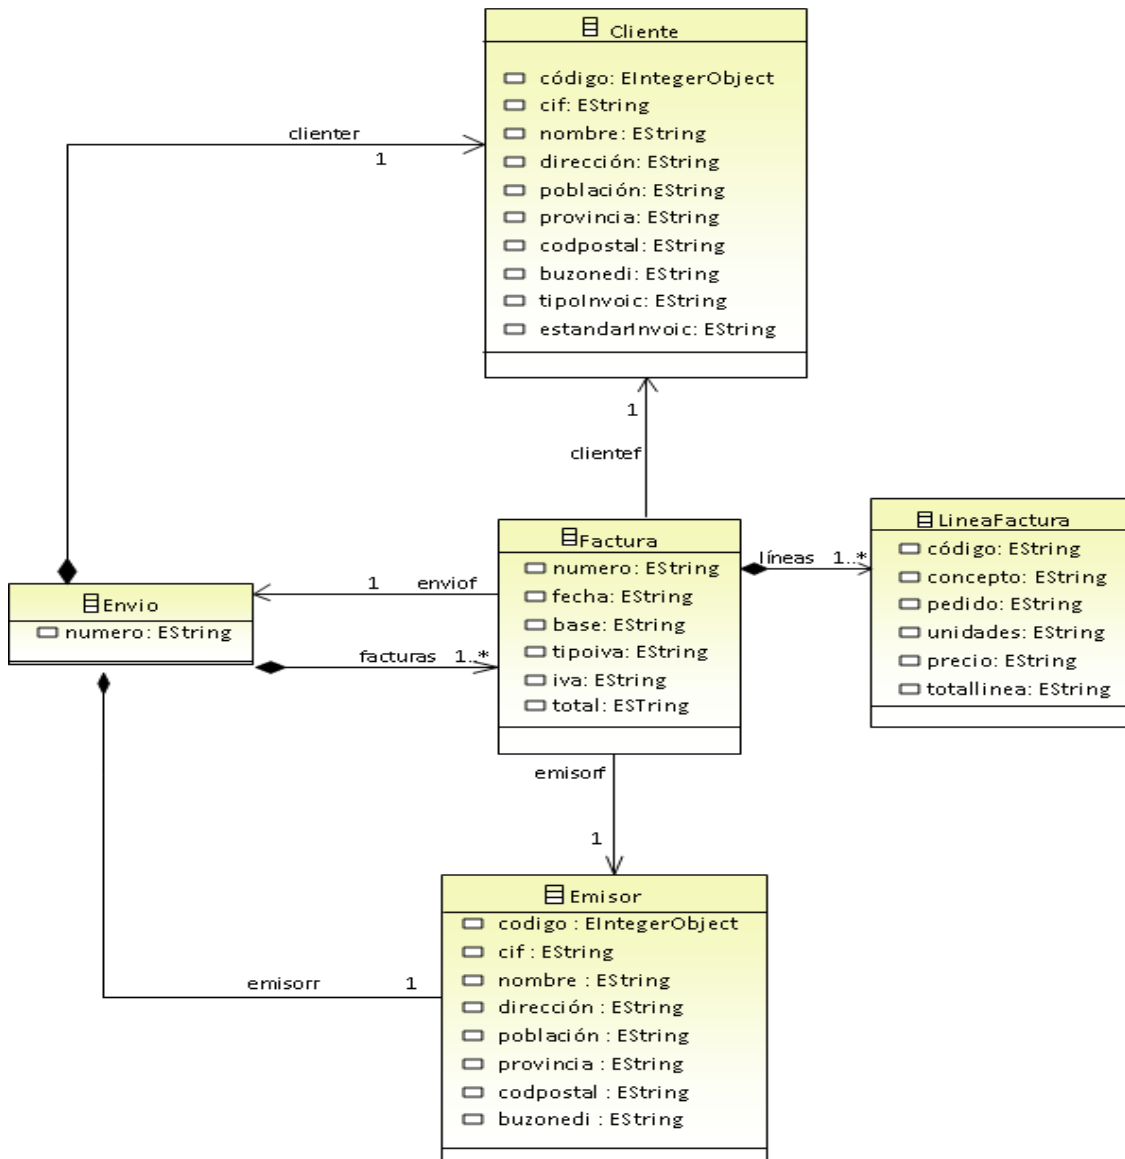 Cliente
código: EIntegerObject
cif: EString
nombre: EString
dirección: EString
población: EString
provincia: EString
codpostal: EString
buzonedi: EString
tipoInvoic: EString
estandarInvoic: EString
clienter
1
1
clientef
Factura
numero: EString
fecha: EString
base: EString
tipoiva: EString
iva: EString
total: ESTring
líneas 1..*
LineaFactura
código: EString
concepto: EString
pedido: EString
unidades: EString
precio: EString
totallinea: EString
Envio
numero: EString
1 enviof
facturas 1..*
emisorf
1
emisorr 1
Emisor
codigo : EIntegerObject
cif : EString
nombre : EString
dirección : EString
población : EString
provincia : EString
codpostal : EString
buzonedi : EString